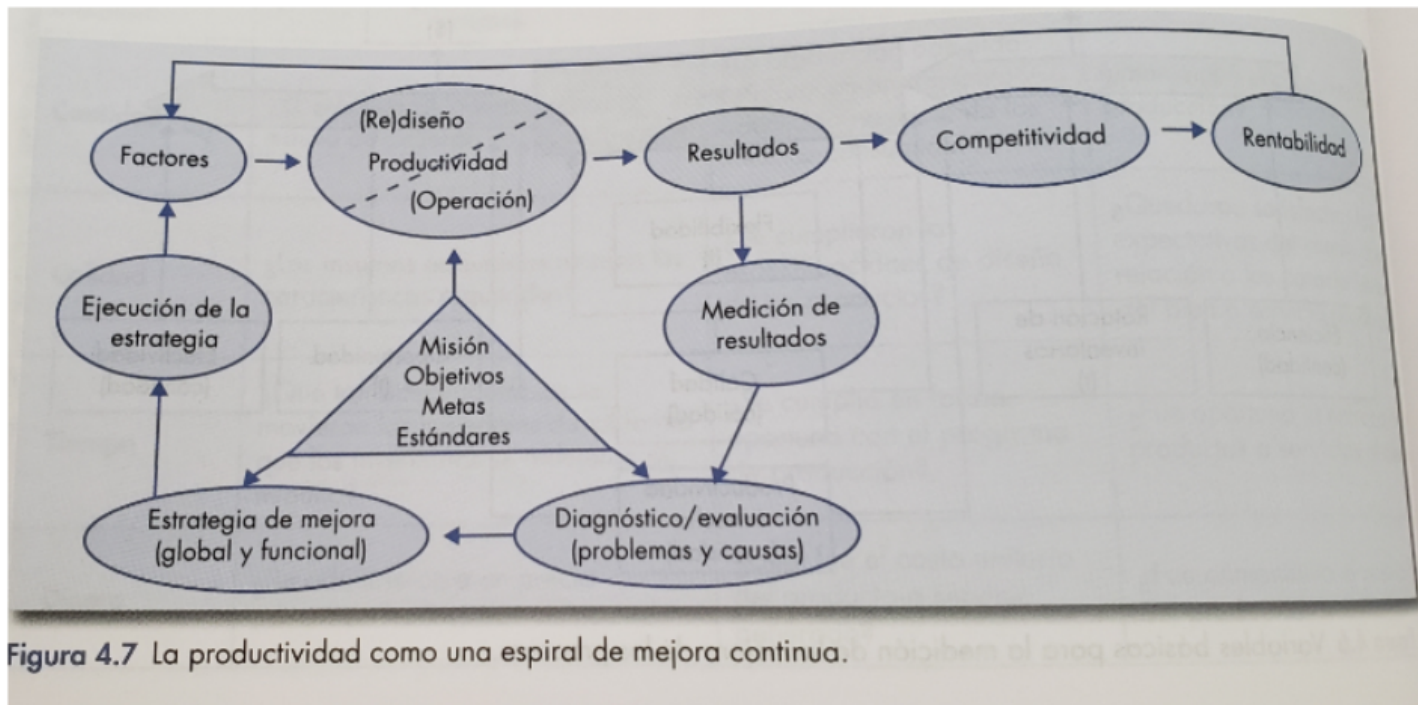 (Re)diseño
Factores
Productividad
(Operación)
Resultados
Competitividad
Rentabilidad
Ejecución de la
estrategia
Misión
Objetivos
Metas
Estándares
Medición de
resultados
Estrategia de mejora
(global y funcional)
Diagnóstico/evaluación
(problemas y causas)
Figura 4.7 La productividad como una espiral de mejora continua.